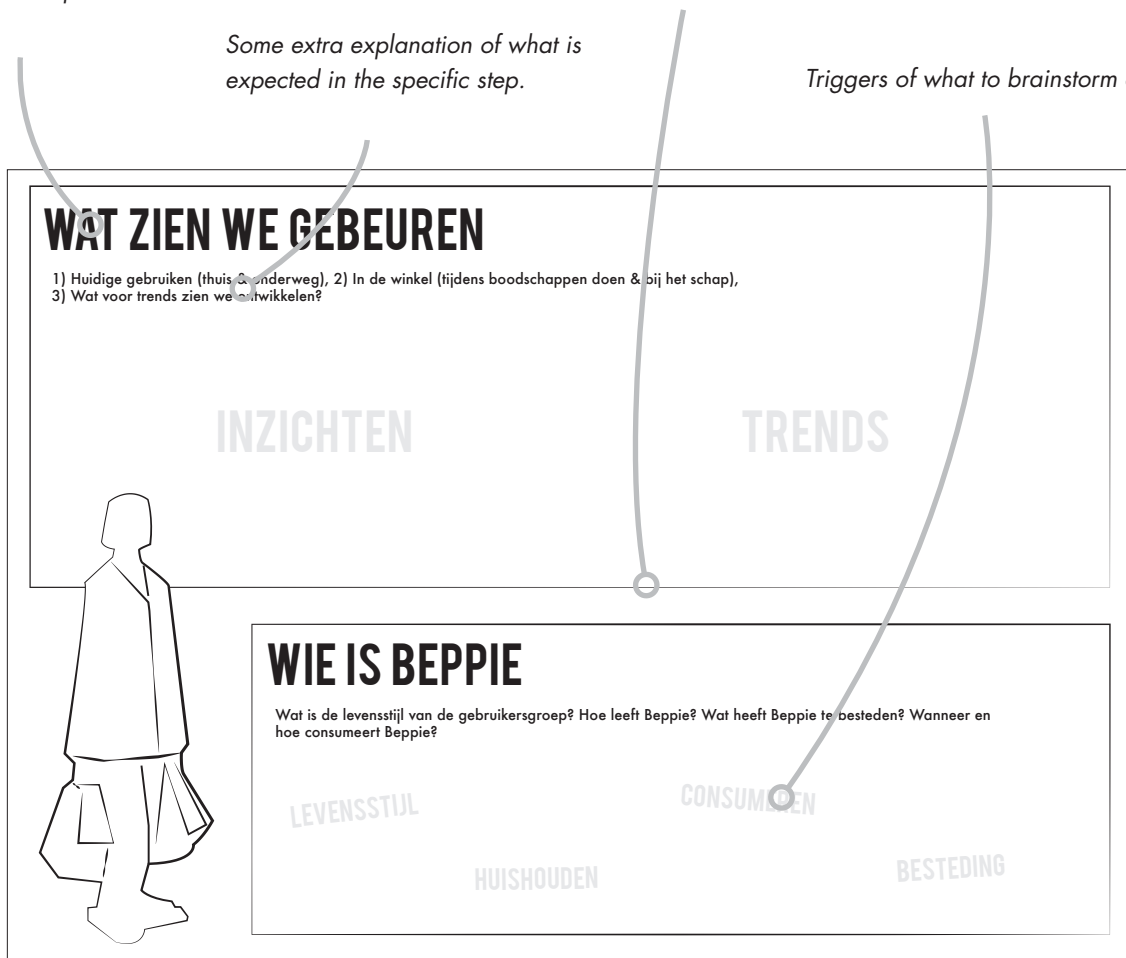 Some extra explanation of what is
expected in the specific step.
Triggers of what to brainstorm
WAT ZIEN WE GEBEUREN
1) Huidige gebruiken (thuis & onderweg), 2) In de winkel (tijdens boodschappen doen & bij het schap),
3) Wat voor trends zien we ontwikkelen?
INZICHTEN
TRENDS
WIE IS BEPPIE
Wat is de levensstijl van de gebruikersgroep? Hoe leeft Beppie? Wat heeft Beppie te besteden? Wanneer en
hoe consumeert Beppie?
LEVENSSTIJL
CONSUMEREN
HUISHOUDEN
BESTEDING